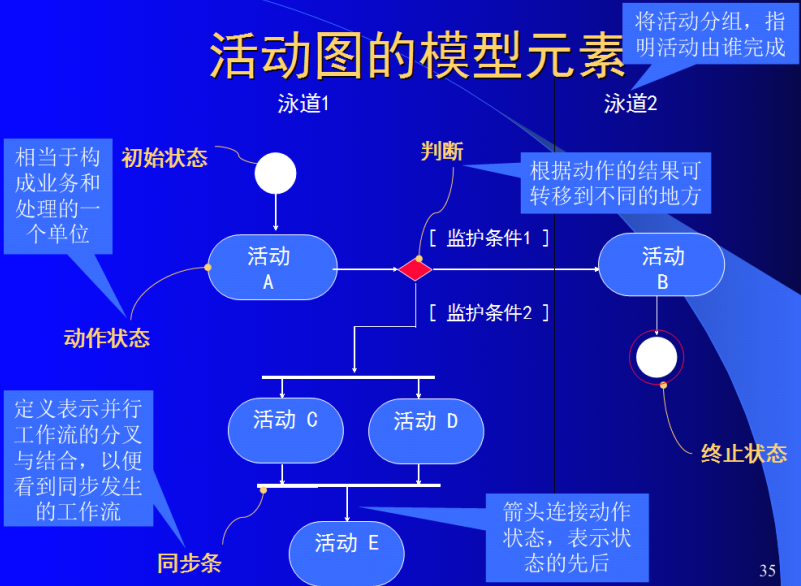 活动图的模型元素
将活动分组，指
明活动由谁完成
泳道1
泳道2
相当于构
成业务和
处理的一
个单位
初始状态
判断
根据动作的结果可
转移到不同的地方
活动
A
[ 监护条件1 ]
活动
B
[ 监护条件2 ]
动作状态
定义表示并行
工作流的分叉
与结合，以便
看到同步发生
的工作流
活动 C
活动 D
终止状态
同步条
活动 E
箭头连接动作
状态，表示状
态的先后
35